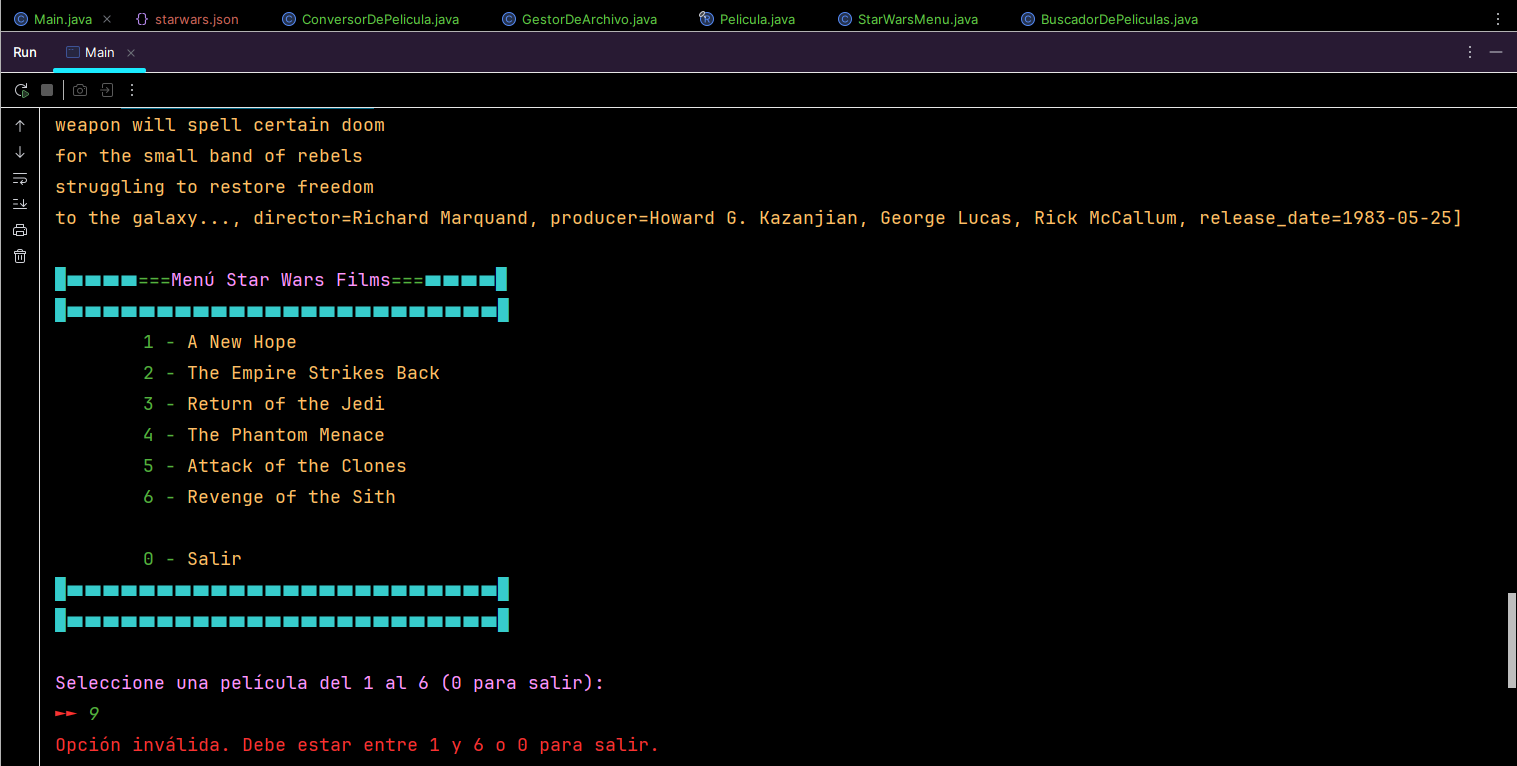 Main.java starwars.json ConversorDePelicula.java GestorDeArchivo.java Pelicula.java StarWarsMenu.java BuscadorDePeliculas.java
Run Main
weapon will spell certain doom
for the small band of rebels
struggling to restore freedom
to the galaxy..., director=Richard Marquand, producer=Howard G. Kazanjian, George Lucas, Rick McCallum, release_date=1983-05-25]
===Menú Star Wars Films===
1 - A New Hope
2 - The Empire Strikes Back
3 - Return of the Jedi
4 - The Phantom Menace
5 - Attack of the Clones
6 - Revenge of the Sith
0 - Salir
Seleccione una película del 1 al 6 (0 para salir):
►► 9
Opción inválida. Debe estar entre 1 y 6 o 0 para salir.